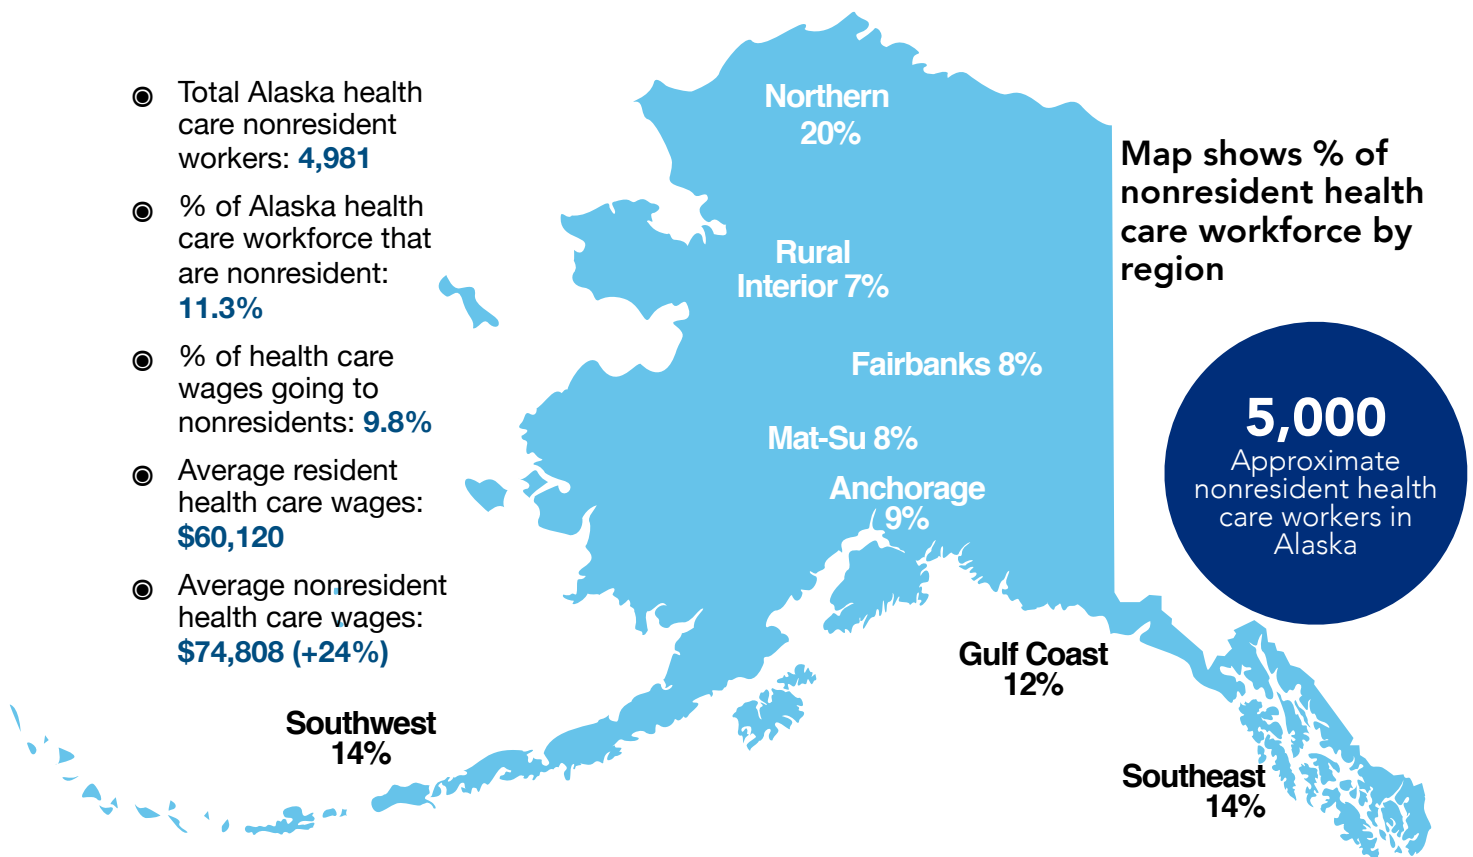 Total Alaska health
care nonresident
workers: 4,981
% of Alaska health
care workforce that
are nonresident:
11.3%
% of health care
wages going to
nonresidents: 9.8%
Average resident
health care wages:
$60,120
Average nonresident
health care wages:
$74,808 (+24%)
Northern
20%
Rural
Interior 7%
Fairbanks 8%
Mat-Su 8%
Anchorage
9%
Gulf Coast
12%
Southwest
14%
Southeast
14%
Map shows % of
nonresident health
care workforce by
region
5,000
Approximate
nonresident health
care workers in
Alaska